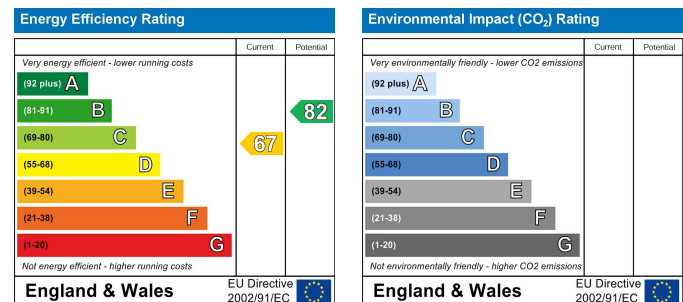 Energy Efficiency Rating
Current Potential
Very energy efficient - lower running costs
(92 plus) A
(81-91) B
82
(69-80) C
67
(55-68) D
(39-54) E
(21-38) F
(1-20) G
Not energy efficient - higher running costs
England & Wales
EU Directive
2002/91/EC
Environmental Impact (CO₂) Rating
Current Potential
Very environmentally friendly - lower CO2 emissions
(92 plus) A
(81-91) B
(69-80) C
(55-68) D
(39-54) E
(21-38) F
(1-20) G
Not environmentally friendly - higher CO2 emissions
England & Wales
EU Directive
2002/91/EC